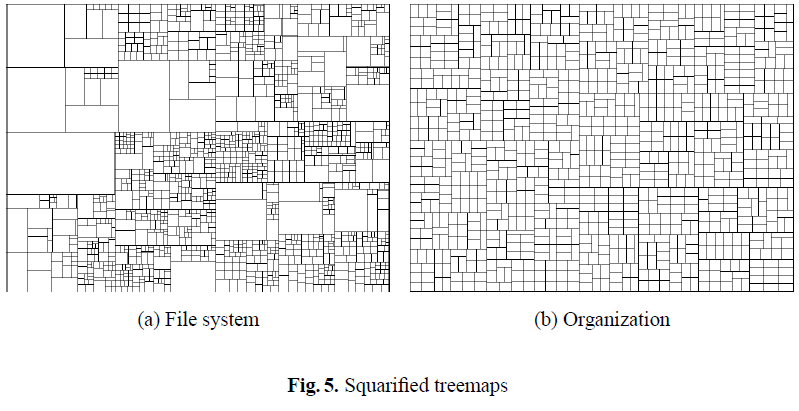 (a) File system
(b) Organization
Fig. 5. Squarified treemaps